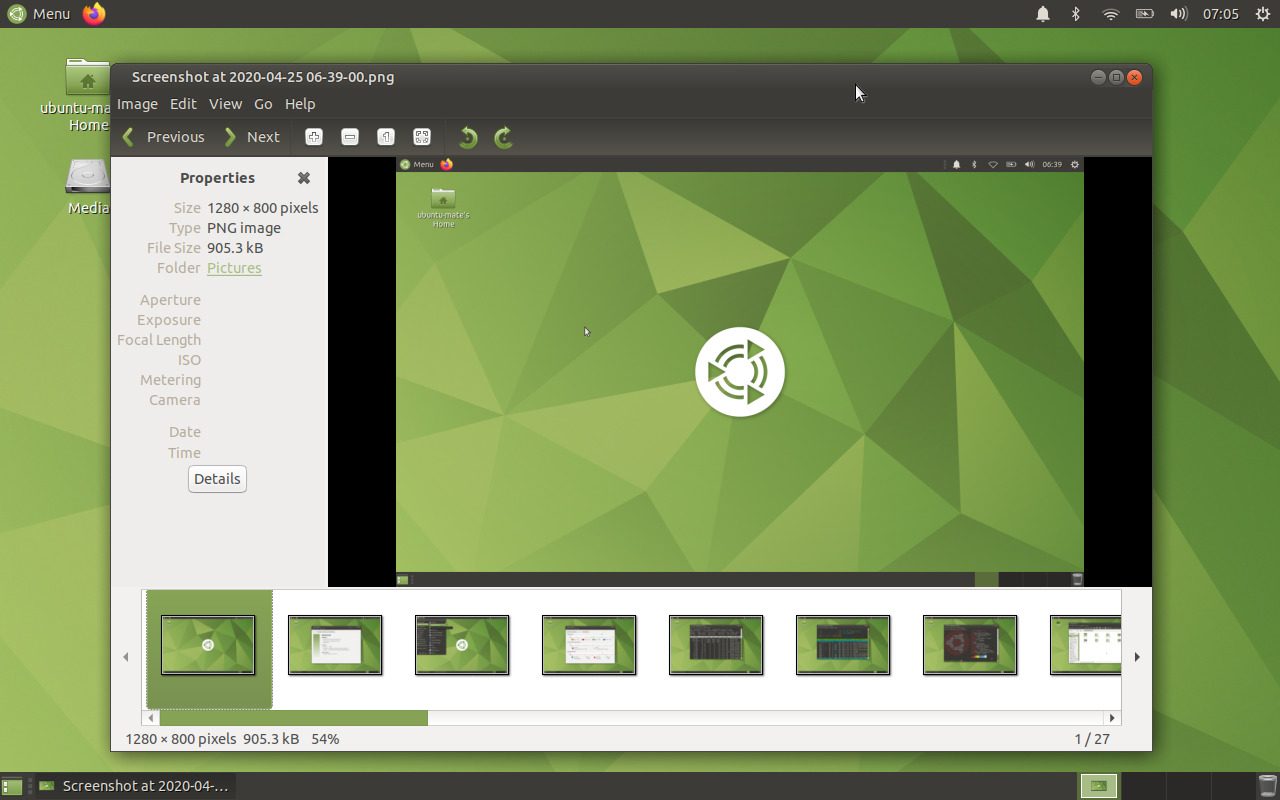 Menu
07:05
ubuntu-ma
Home
Media
Screenshot at 2020-04-25 06-39-00.png
Image Edit View Go Help
Previous Next
Properties
Size 1280 × 800 pixels
Type PNG image
File Size 905.3 kB
Folder Pictures
Aperture
Exposure
Focal Length
ISO
Metering
Camera
Date
Time
Details
Menu
06:39
ubuntu-mate's
Home
1280 × 800 pixels 905.3 kB 54%
1 / 27
Screenshot at 2020-04-...